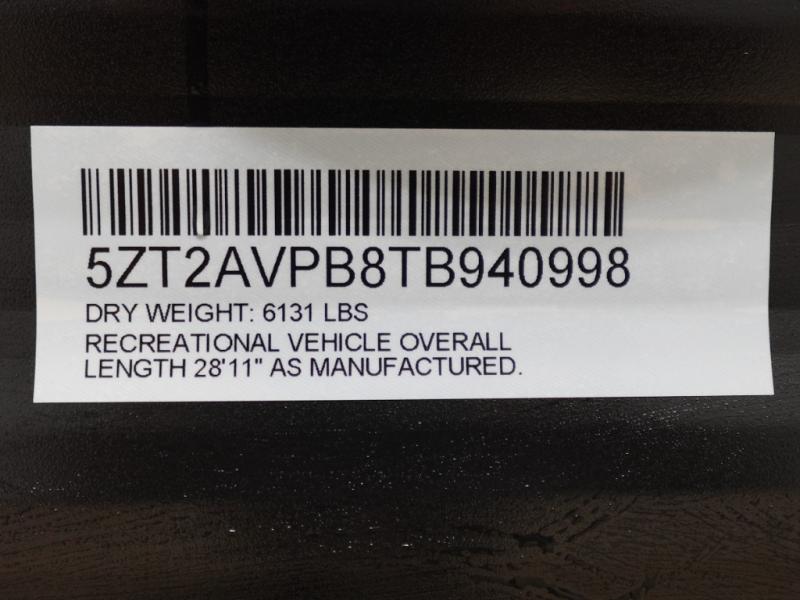 5ZT2AVPB8TB940998
DRY WEIGHT: 6131 LBS
RECREATIONAL VEHICLE OVERALL
LENGTH 28'11" AS MANUFACTURED.